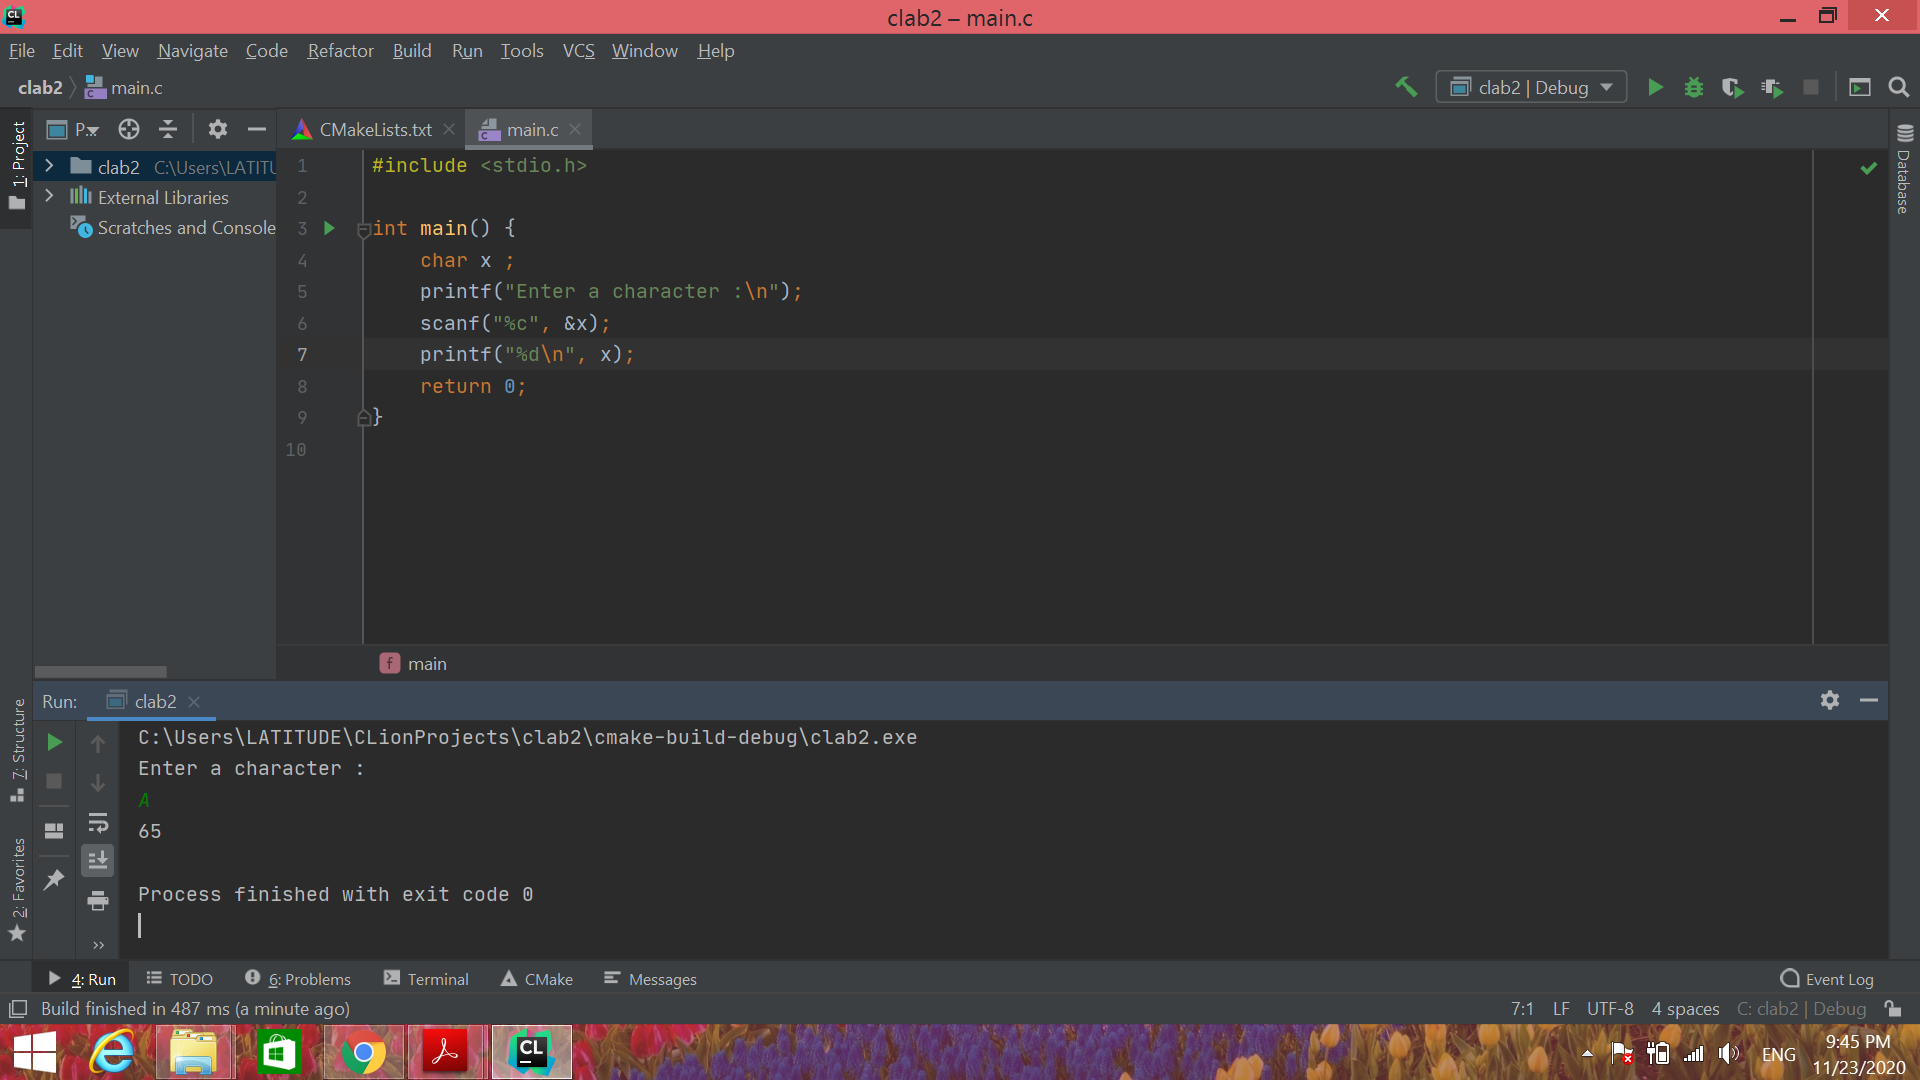 clab2 – main.c
File Edit View Navigate Code Refactor Build Run Tools VCS Window Help
clab2 main.c clab2 | Debug
1: Project
P...
CMakeLists.txt main.c
clab2 C:\Users\LATITU
External Libraries
Scratches and Console
1 #include <stdio.h>
2
3 int main() {
4 char x ;
5 printf("Enter a character :\n");
6 scanf("%c", &x);
7 printf("%d\n", x);
8 return 0;
9 }
10
f main
Database
Run: clab2
7: Structure
2: Favorites
C:\Users\LATITUDE\CLionProjects\clab2\cmake-build-debug\clab2.exe
Enter a character :
A
65
Process finished with exit code 0
4: Run TODO 6: Problems Terminal CMake Messages Event Log
Build finished in 487 ms (a minute ago) 7:1 LF UTF-8 4 spaces C: clab2 | Debug
CL
ENG
9:45 PM
11/23/2020